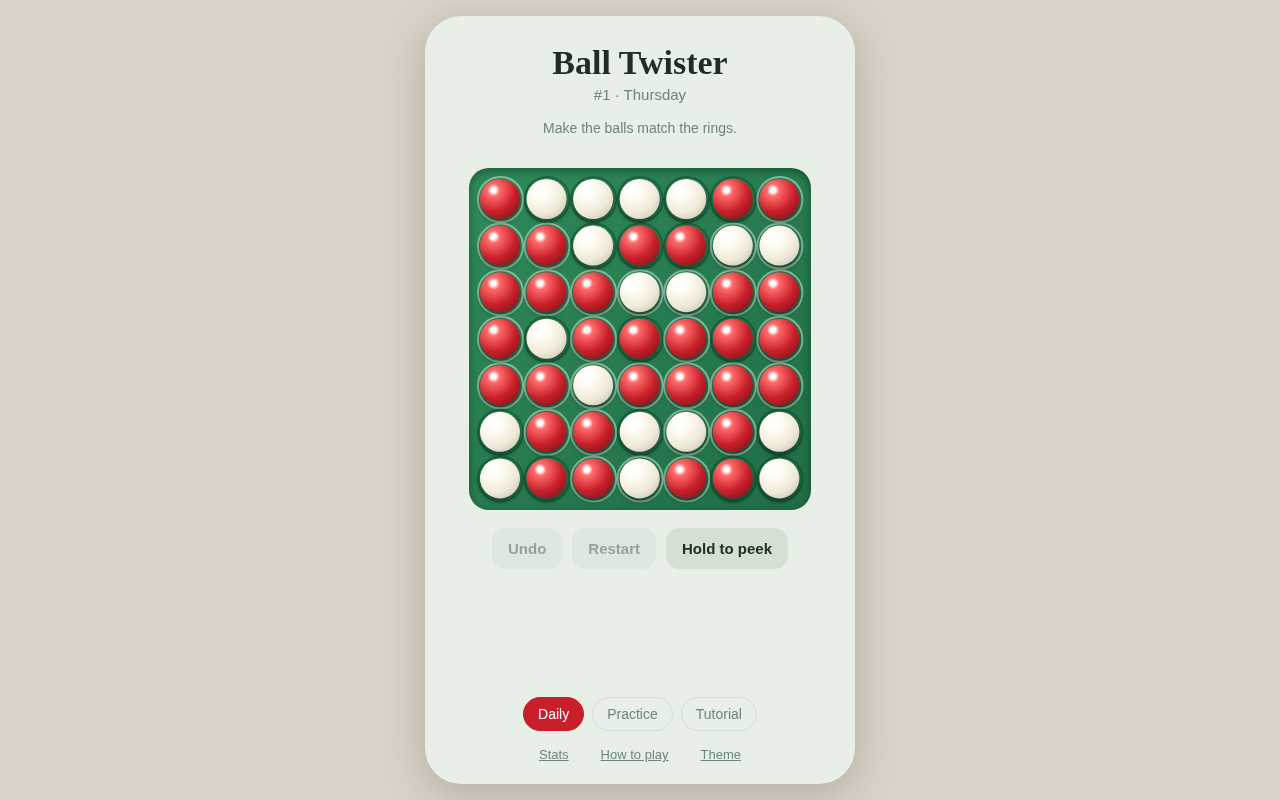 Ball Twister
#1 · Thursday
Make the balls match the rings.
Undo Restart Hold to peek
Daily Practice Tutorial
Stats How to play Theme